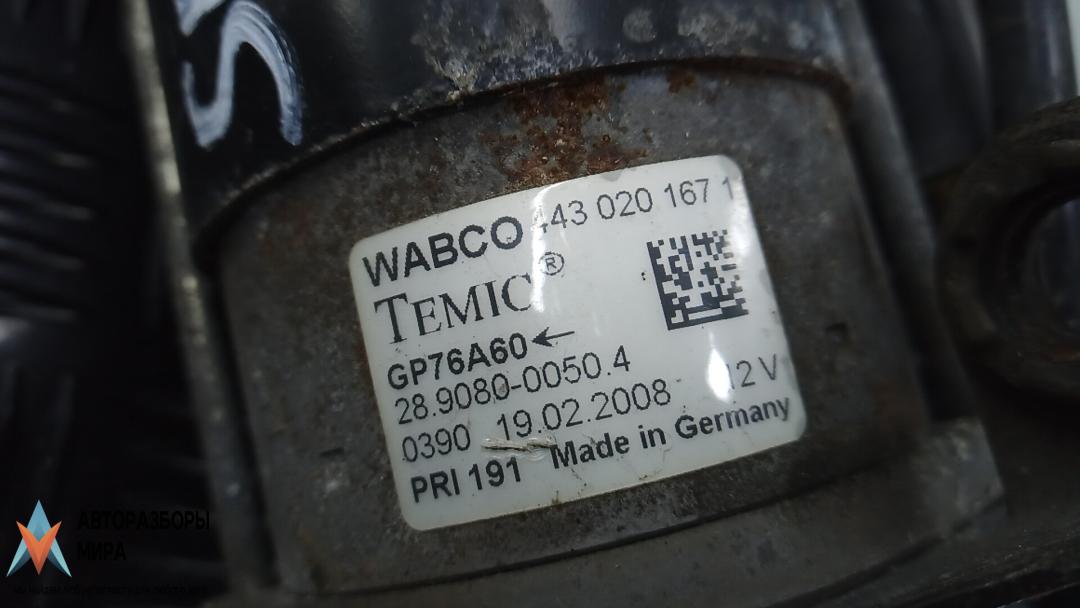 WABCO 443 020 167 1
TEMIC®
GP76A60←
28.9080-0050.4
0390 19.02.2008 12 V
PRI 191 Made in Germany
АВТОРАЗБОРЫ
МИРА